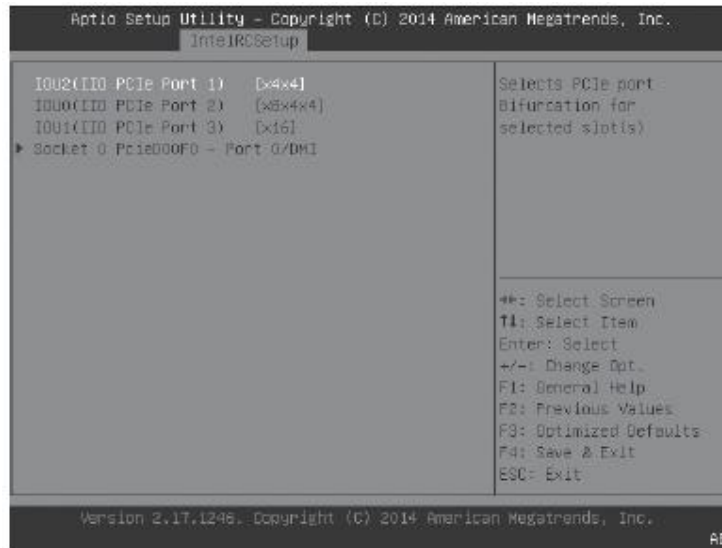 Aptio Setup Utility – Copyright (C) 2014 American Megatrends, Inc.
IntelRCSetup
IOU2(IIO PCIe Port 1) [x4x4]
IOU0(IIO PCIe Port 2) [x8x4x4]
IOU1(IIO PCIe Port 3) [x16]
Socket 0 PcieD00F0 – Port 0/DMI
Selects PCIe port
Bifurcation for
selected slot(s)
→←: Select Screen
↑↓: Select Item
Enter: Select
+/-: Change Opt.
F1: General Help
F2: Previous Values
F3: Optimized Defaults
F4: Save & Exit
ESC: Exit
Version 2.17.1246. Copyright (C) 2014 American Megatrends, Inc.